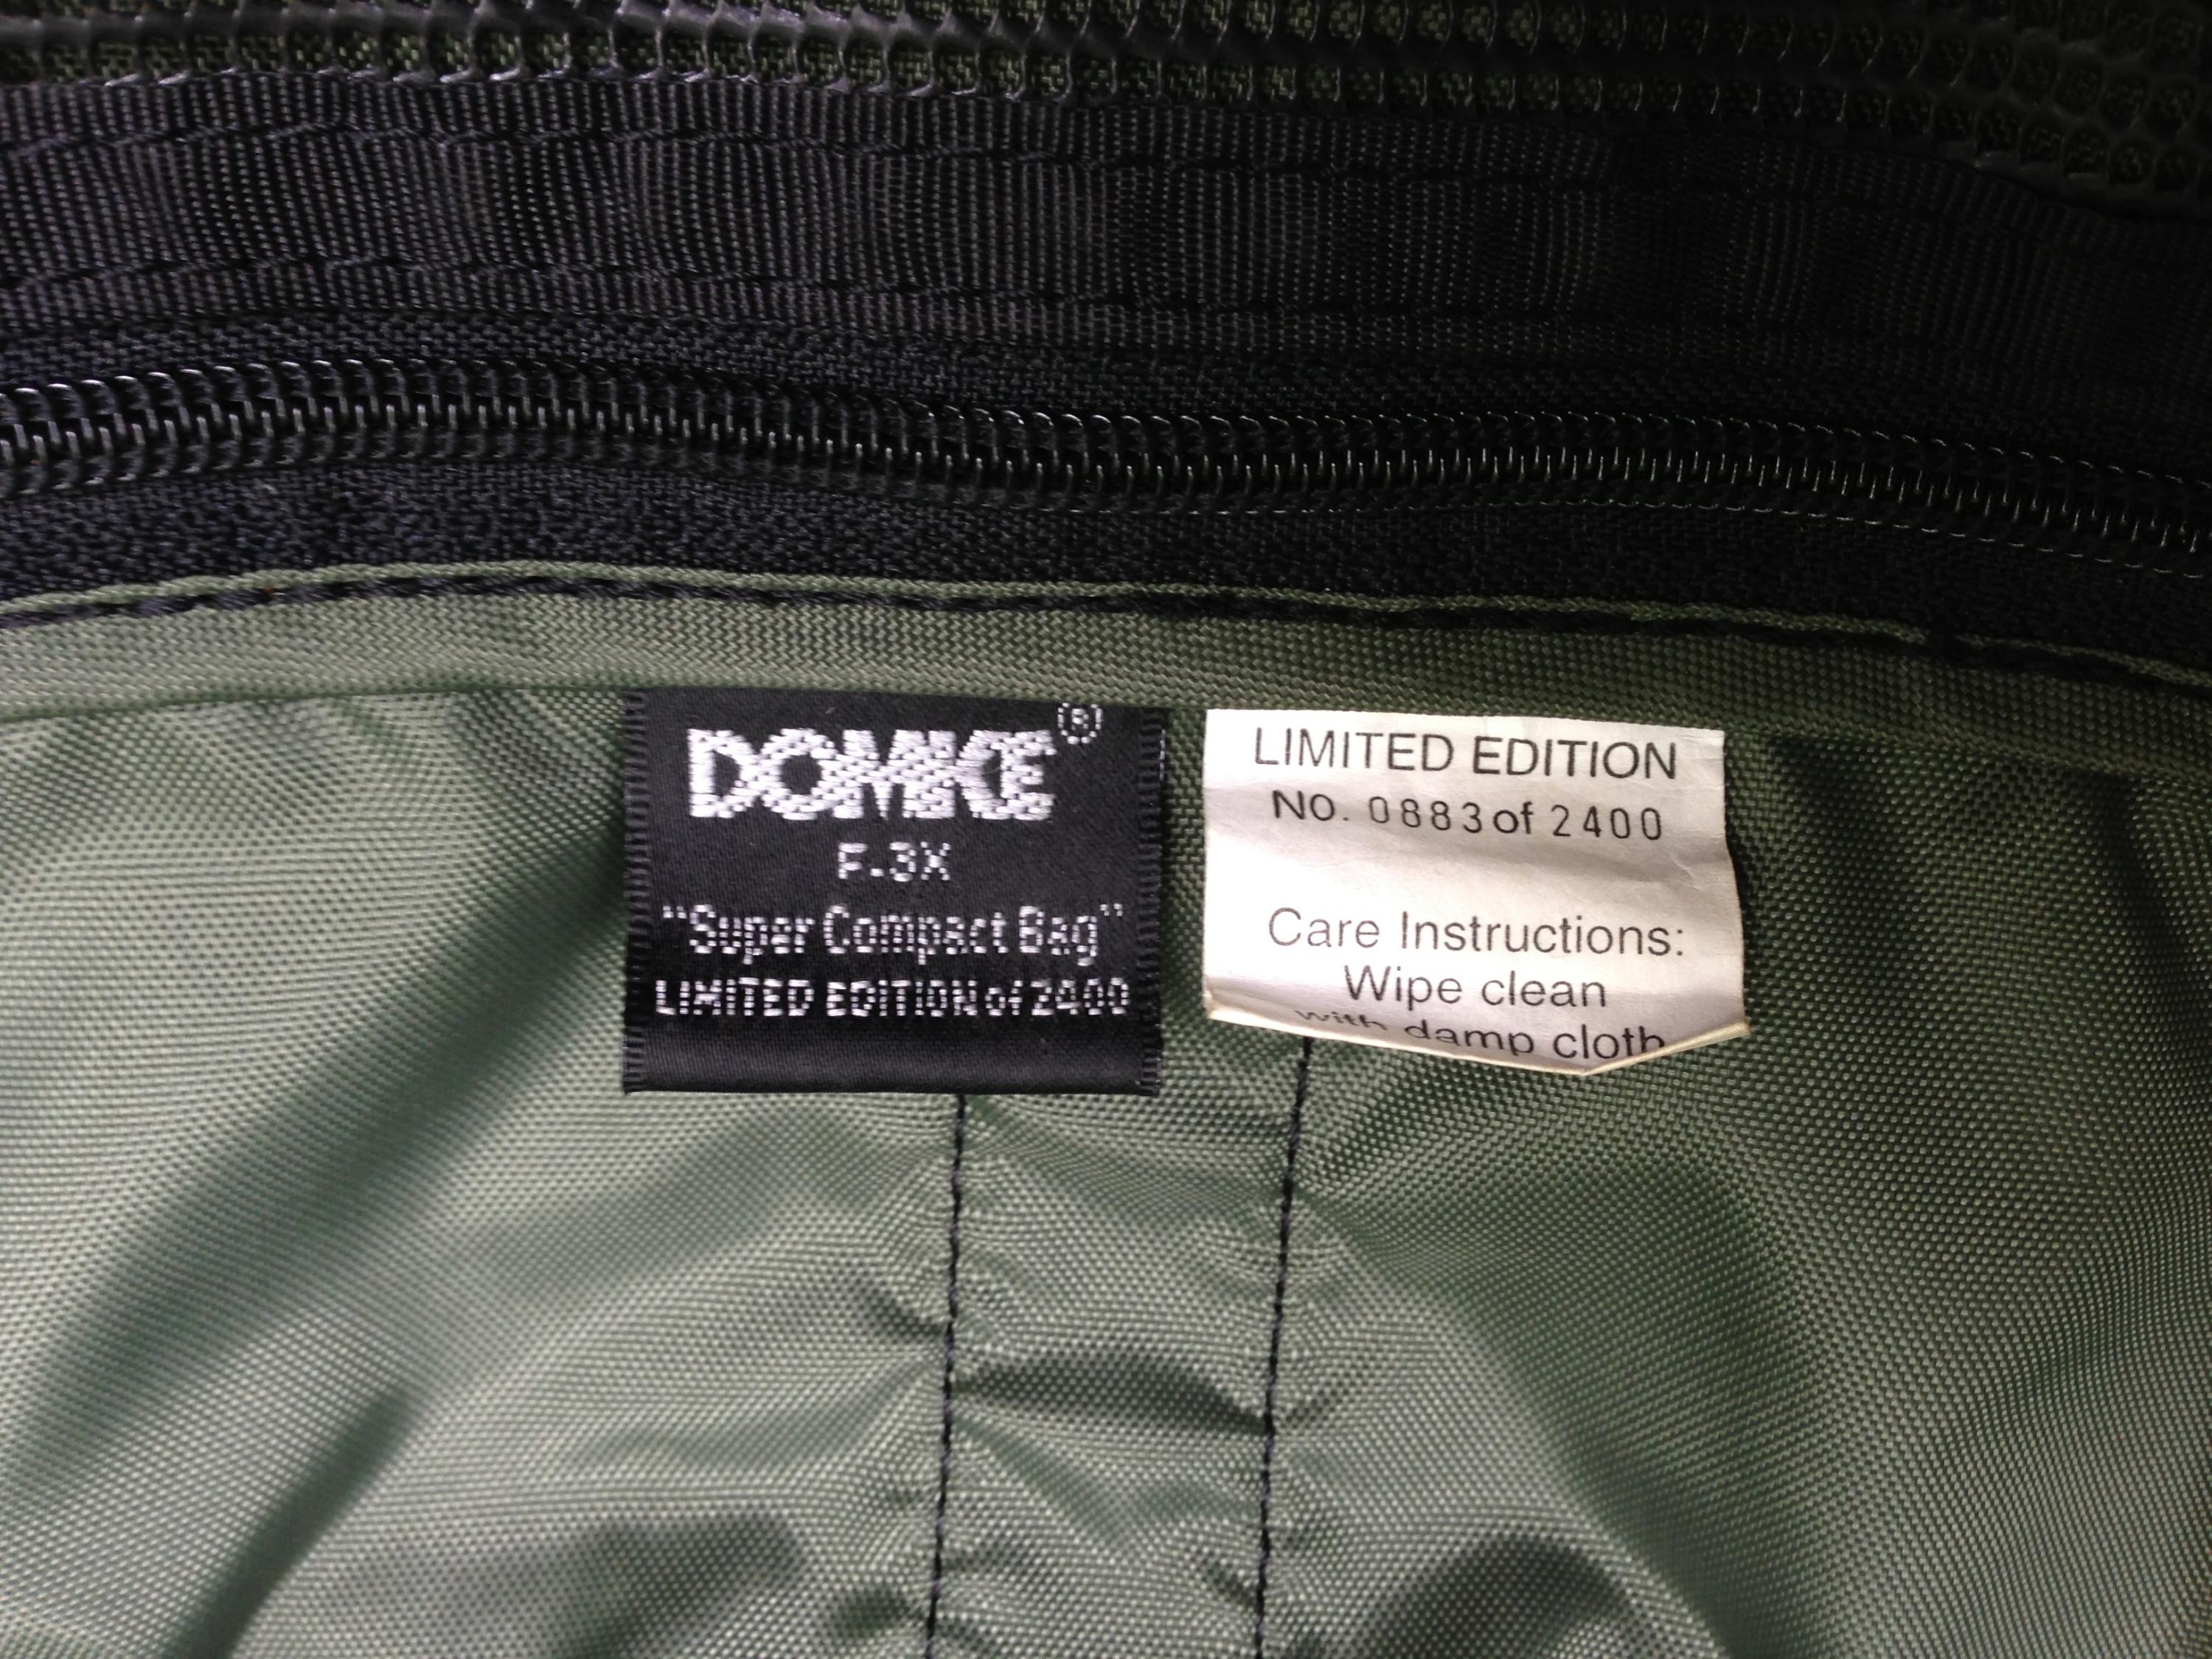 DOMKE®
F-3X
"Super Compact Bag"
LIMITED EDITION of 2400
LIMITED EDITION
NO. 0883 of 2400
Care Instructions:
Wipe clean
with damp cloth